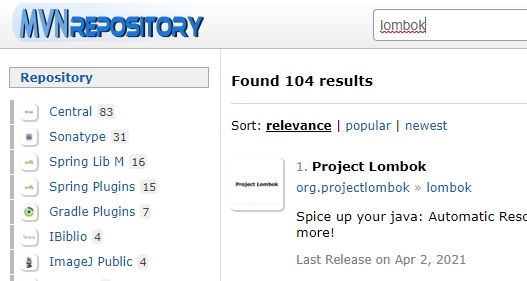 MVNREPOSITORY
lombok
Repository
Central 83
Sonatype 31
Spring Lib M 16
Spring Plugins 15
Gradle Plugins 7
IBiblio 4
ImageJ Public 4
Found 104 results
Sort: relevance | popular | newest
Project Lombok
1. Project Lombok
org.projectlombok » lombok
Spice up your java: Automatic Reso
more!
Last Release on Apr 2, 2021